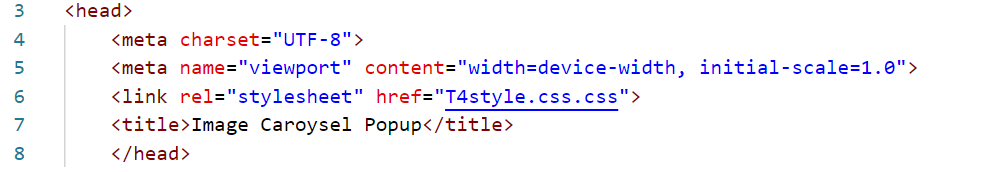 3 <head>
4 <meta charset="UTF-8">
5 <meta name="viewport" content="width=device-width, initial-scale=1.0">
6 <link rel="stylesheet" href="T4style.css.css">
7 <title>Image Caroysel Popup</title>
8 </head>